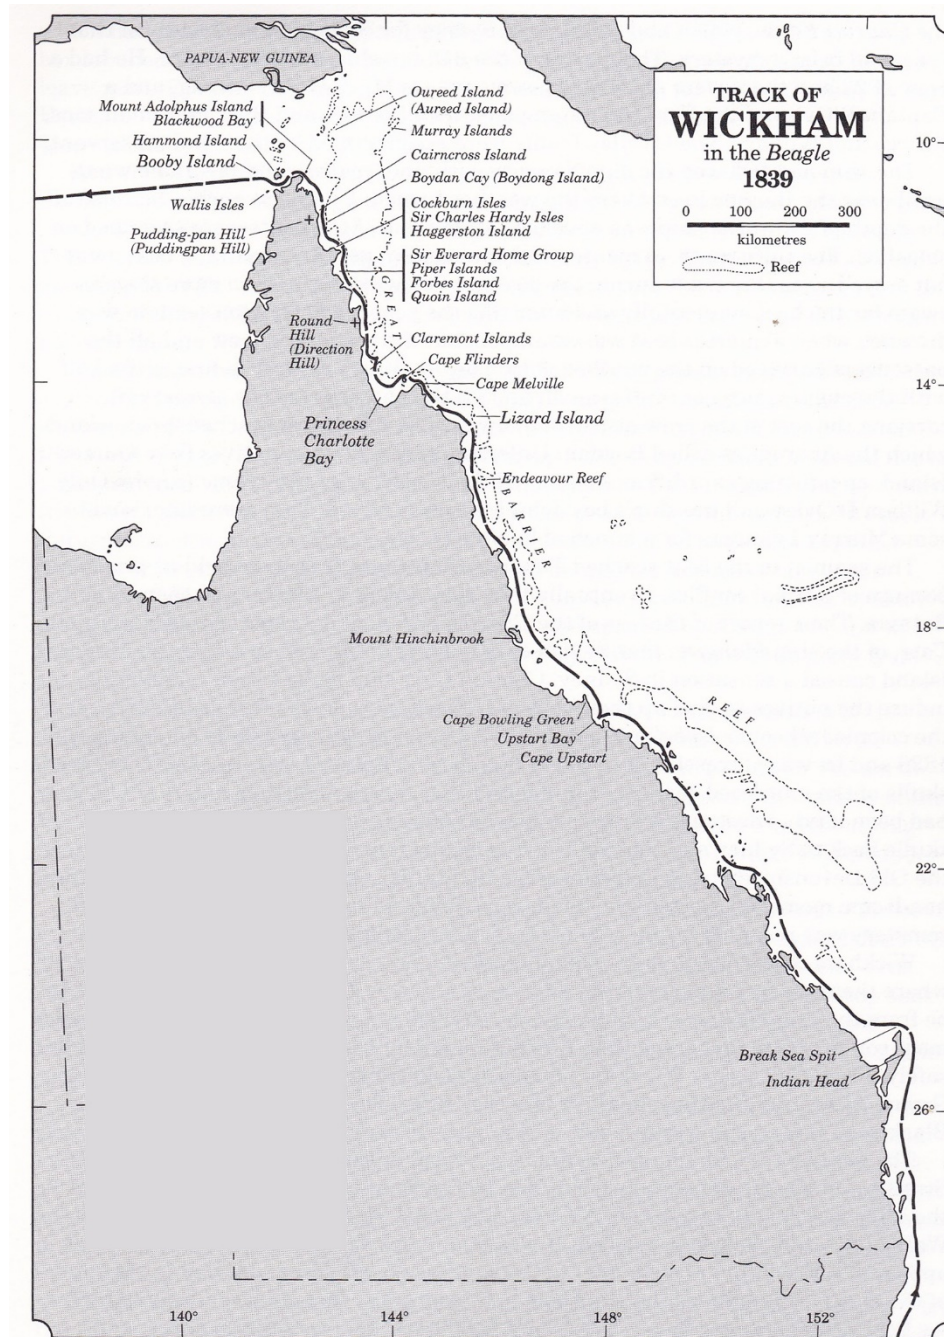 PAPUA-NEW GUINEA
Mount Adolphus Island
Blackwood Bay
Hammond Island
Booby Island
Wallis Isles
Pudding-pan Hill
(Puddingpan Hill)
Round
Hill
(Direction
Hill)
Princess
Charlotte
Bay
Oureed Island
(Aureed Island)
Murray Islands
Cairncross Island
Boydan Cay (Boydong Island)
Cockburn Isles
Sir Charles Hardy Isles
Haggerston Island
Sir Everard Home Group
Piper Islands
Forbes Island
Quoin Island
Claremont Islands
Cape Flinders
Cape Melville
Lizard Island
Endeavour Reef
GREAT
BARRIER
REEF
TRACK OF
WICKHAM
in the Beagle
1839
0 100 200 300
kilometres
Reef
Mount Hinchinbrook
Cape Bowling Green
Upstart Bay
Cape Upstart
Break Sea Spit
Indian Head
10°
14°
18°
22°
26°
140° 144° 148° 152°